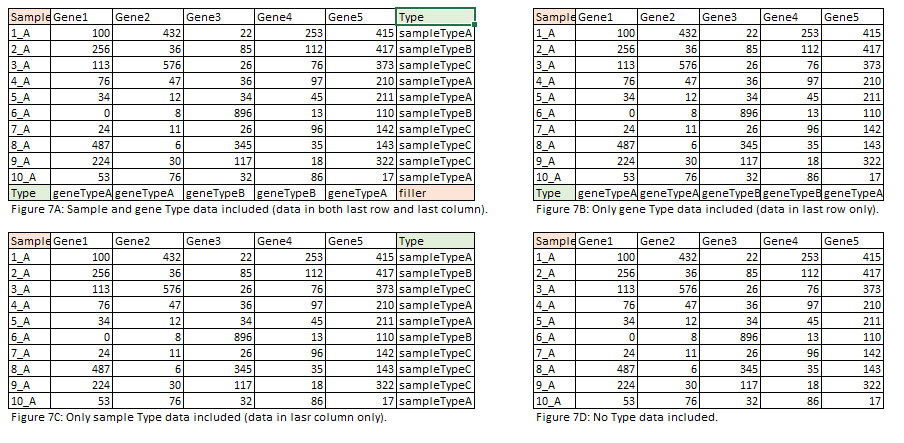 Sample Gene1 Gene2 Gene3 Gene4 Gene5 Type
1_A 100 432 22 253 415 sampleTypeA
2_A 256 36 85 112 417 sampleTypeB
3_A 113 576 26 76 373 sampleTypeC
4_A 76 47 36 97 210 sampleTypeA
5_A 34 12 34 45 211 sampleTypeA
6_A 0 8 896 13 110 sampleTypeB
7_A 24 11 26 96 142 sampleTypeC
8_A 487 6 345 35 143 sampleTypeC
9_A 224 30 117 18 322 sampleTypeC
10_A 53 76 32 86 17 sampleTypeA
Type geneTypeA geneTypeA geneTypeB geneTypeB geneTypeA filler
Figure 7A: Sample and gene Type data included (data in both last row and last column).
Sample Gene1 Gene2 Gene3 Gene4 Gene5
1_A 100 432 22 253 415
2_A 256 36 85 112 417
3_A 113 576 26 76 373
4_A 76 47 36 97 210
5_A 34 12 34 45 211
6_A 0 8 896 13 110
7_A 24 11 26 96 142
8_A 487 6 345 35 143
9_A 224 30 117 18 322
10_A 53 76 32 86 17
Type geneTypeA geneTypeA geneTypeB geneTypeB geneTypeA
Figure 7B: Only gene Type data included (data in last row only).
Sample Gene1 Gene2 Gene3 Gene4 Gene5 Type
1_A 100 432 22 253 415 sampleTypeA
2_A 256 36 85 112 417 sampleTypeB
3_A 113 576 26 76 373 sampleTypeC
4_A 76 47 36 97 210 sampleTypeA
5_A 34 12 34 45 211 sampleTypeA
6_A 0 8 896 13 110 sampleTypeB
7_A 24 11 26 96 142 sampleTypeC
8_A 487 6 345 35 143 sampleTypeC
9_A 224 30 117 18 322 sampleTypeC
10_A 53 76 32 86 17 sampleTypeA
Figure 7C: Only sample Type data included (data in lasr column only).
Sample Gene1 Gene2 Gene3 Gene4 Gene5
1_A 100 432 22 253 415
2_A 256 36 85 112 417
3_A 113 576 26 76 373
4_A 76 47 36 97 210
5_A 34 12 34 45 211
6_A 0 8 896 13 110
7_A 24 11 26 96 142
8_A 487 6 345 35 143
9_A 224 30 117 18 322
10_A 53 76 32 86 17
Figure 7D: No Type data included.